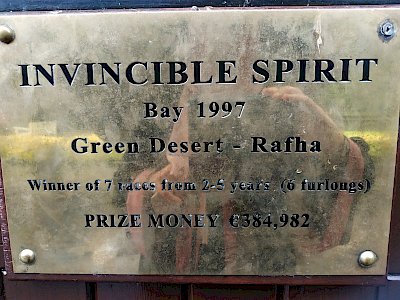 INVINCIBLE SPIRIT
Bay 1997
Green Desert - Rafha
Winner of 7 races from 2-5 years (6 furlongs)
PRIZE MONEY €384,982